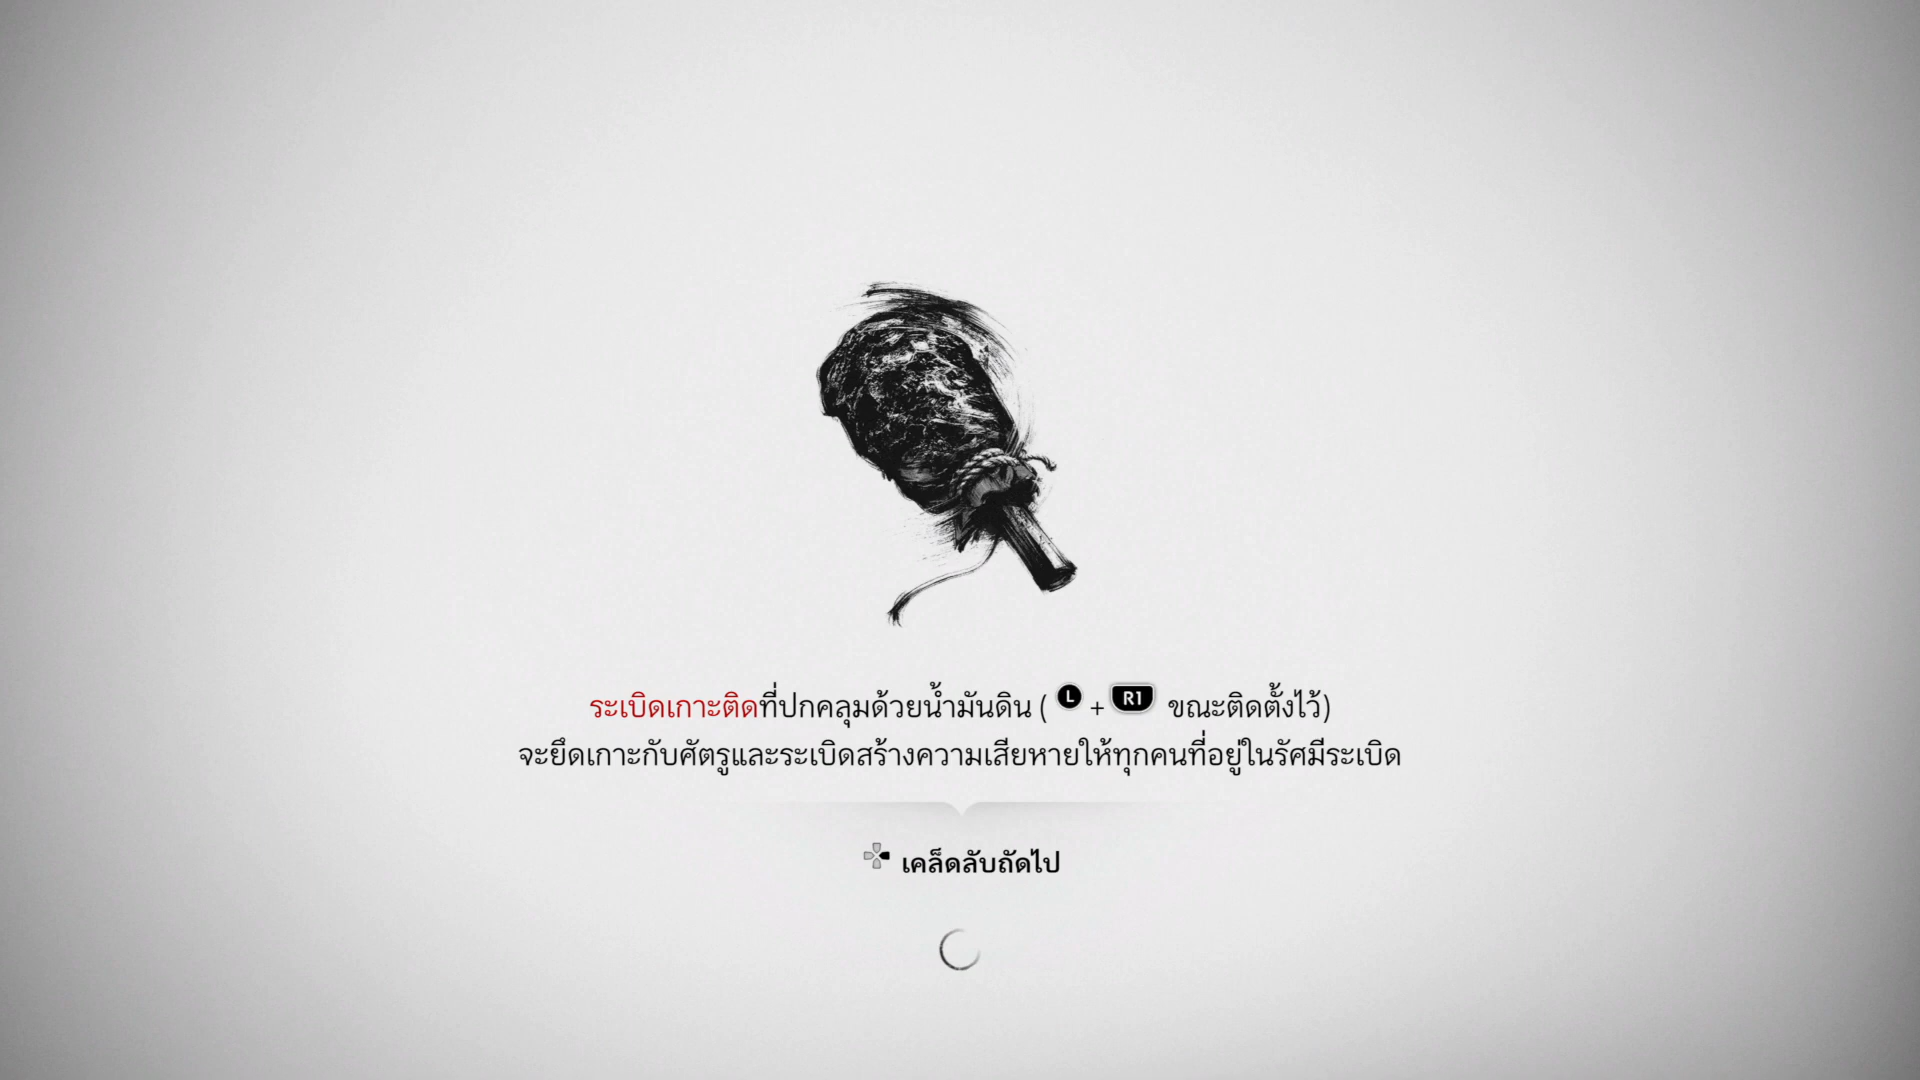 ระเบิดเกาะติดที่ปกคลุมด้วยน้ำมันดิน ( L + R1 ขณะติดตั้งไว้)
จะยึดเกาะกับศัตรูและระเบิดสร้างความเสียหายให้ทุกคนที่อยู่ในรัศมีระเบิด
เคล็ดลับถัดไป